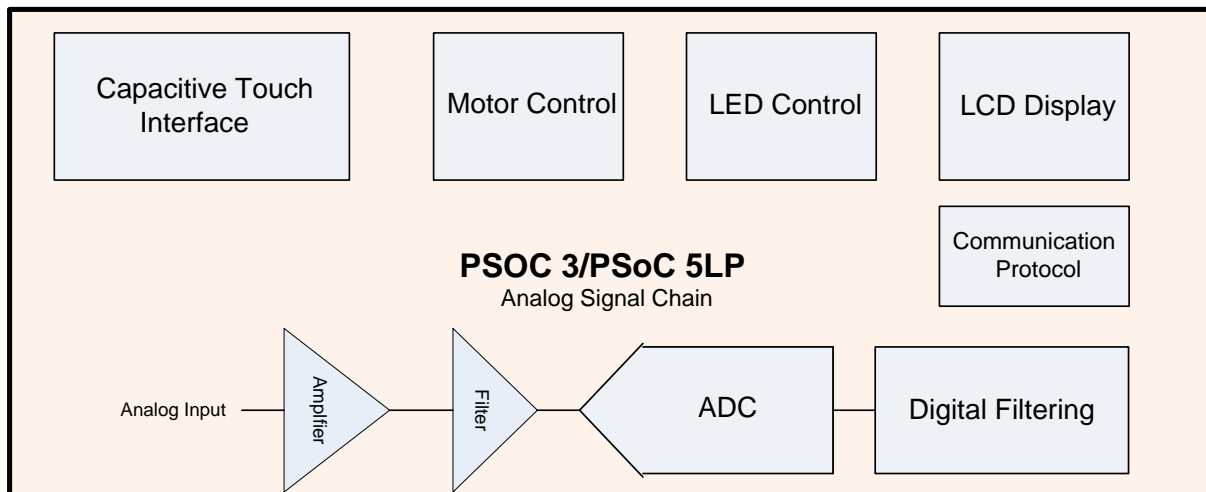 Capacitive Touch
Interface
Motor Control
LED Control
LCD Display
Communication
Protocol
PSOC 3/PSoC 5LP
Analog Signal Chain
Analog Input
Amplfier
Filter
ADC
Digital Filtering